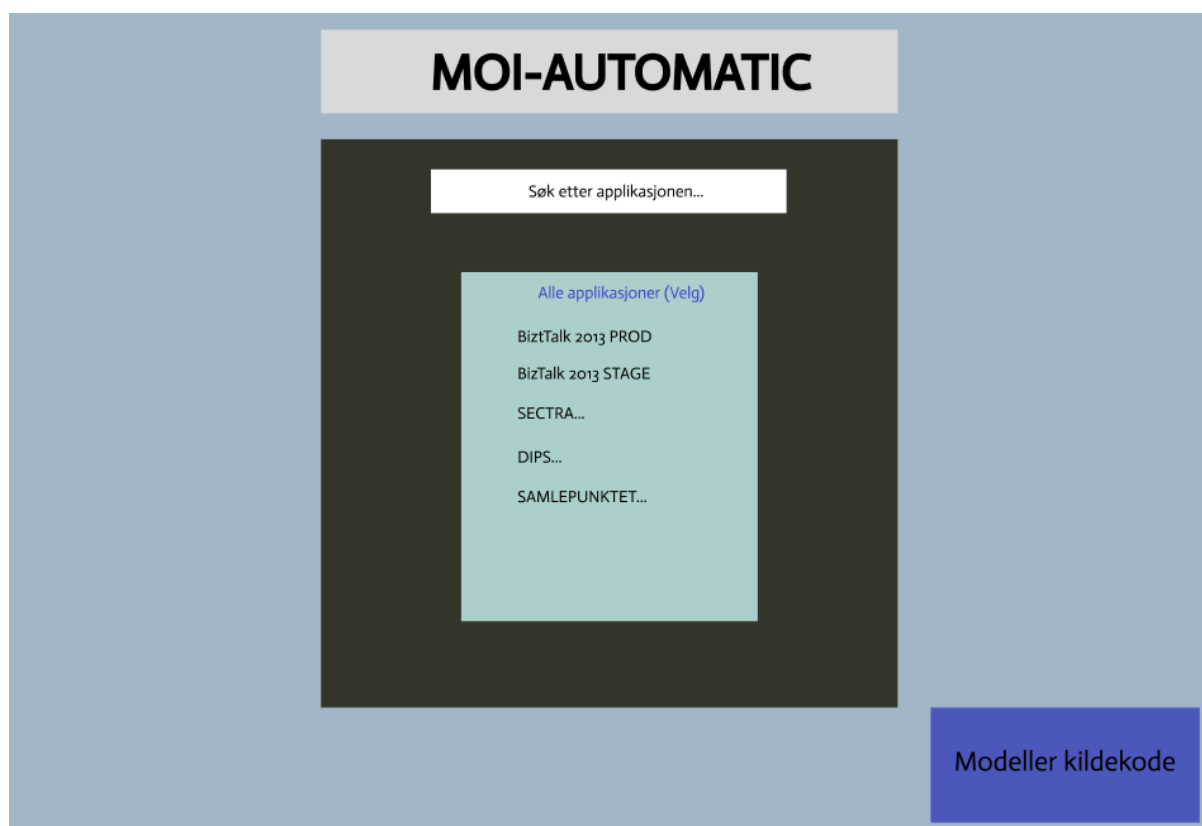 MOI-AUTOMATIC
Søk etter applikasjonen...
Alle applikasjoner (Velg)
BiztTalk 2013 PROD
BizTalk 2013 STAGE
SECTRA...
DIPS...
SAMLEPUNKTET...
Modeller kildekode